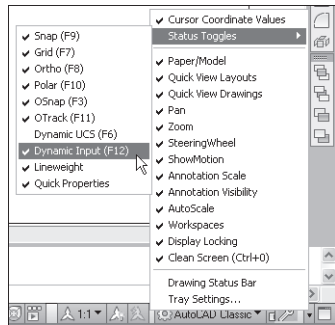 Cursor Coordinate Values
Status Toggles
Snap (F9)
Grid (F7)
Ortho (F8)
Polar (F10)
OSnap (F3)
OTrack (F11)
Dynamic UCS (F6)
Dynamic Input (F12)
Lineweight
Quick Properties
Paper/Model
Quick View Layouts
Quick View Drawings
Pan
Zoom
SteeringWheel
ShowMotion
Annotation Scale
Annotation Visibility
AutoScale
Workspaces
Display Locking
Clean Screen (Ctrl+0)
Drawing Status Bar
Tray Settings...
1:1
AutoCAD Classic